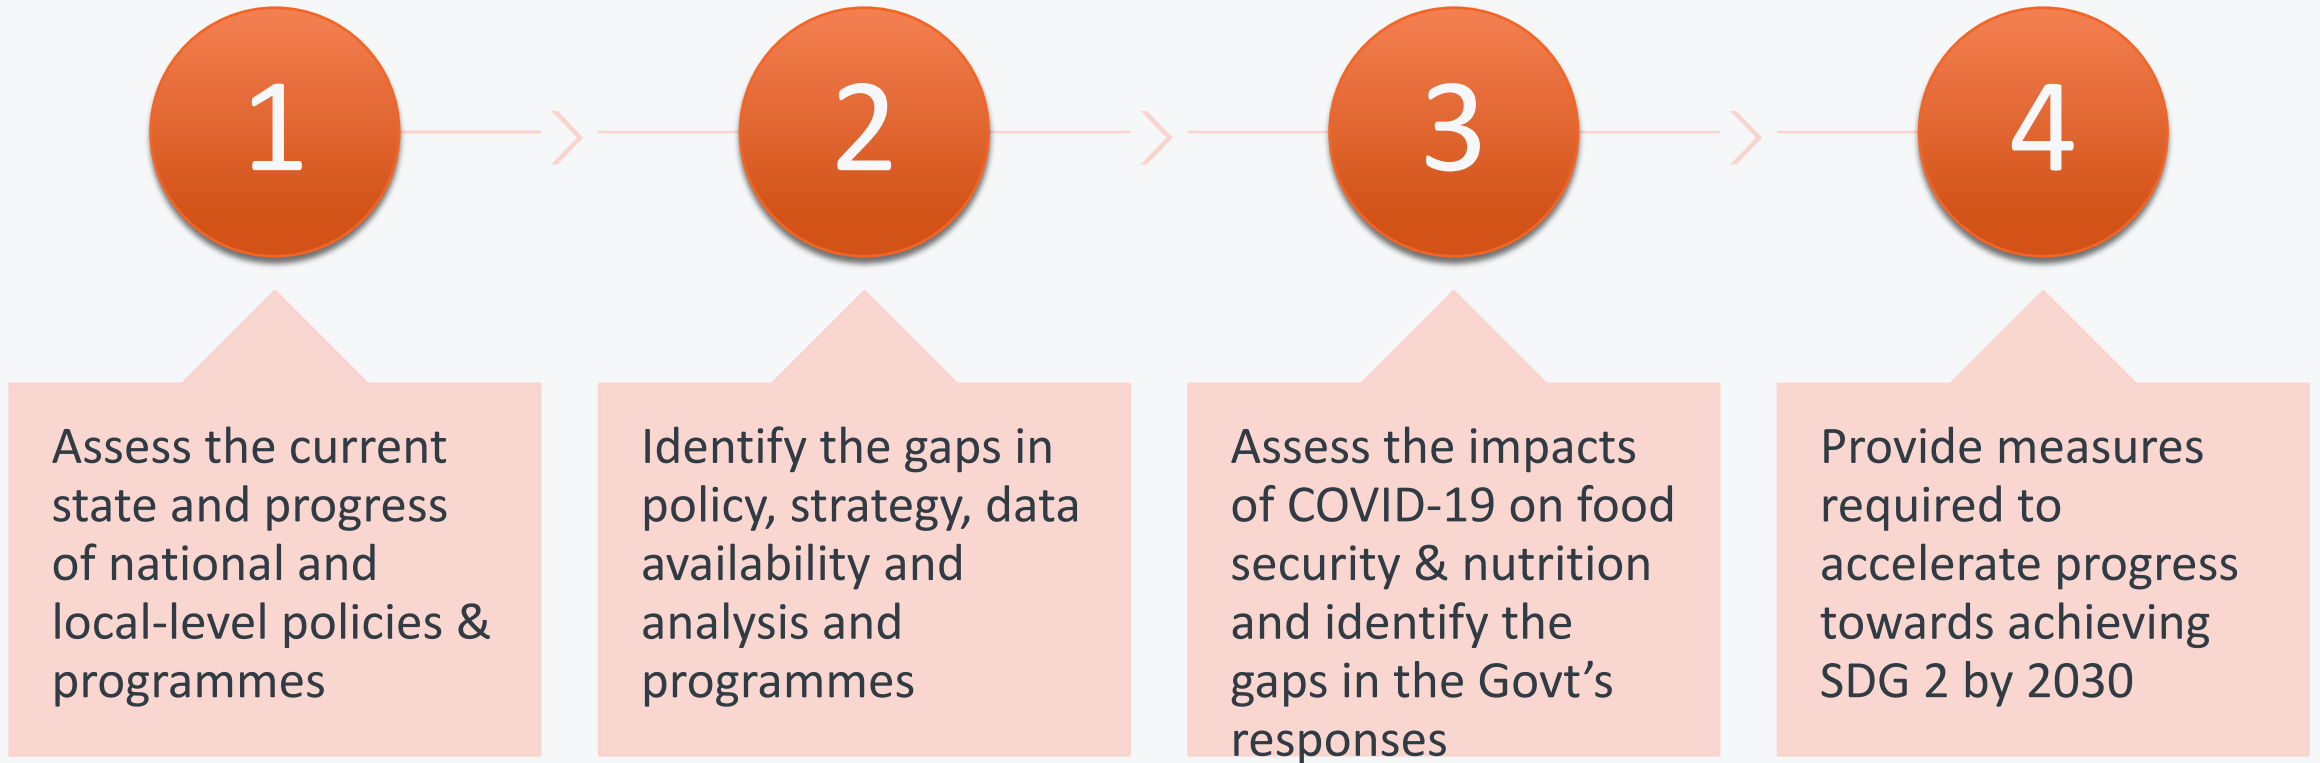 1
Assess the current
state and progress
of national and
local-level policies &
programmes
2
Identify the gaps in
policy, strategy, data
availability and
analysis and
programmes
3
Assess the impacts
of COVID-19 on food
security & nutrition
and identify the
gaps in the Govt’s
responses
4
Provide measures
required to
accelerate progress
towards achieving
SDG 2 by 2030